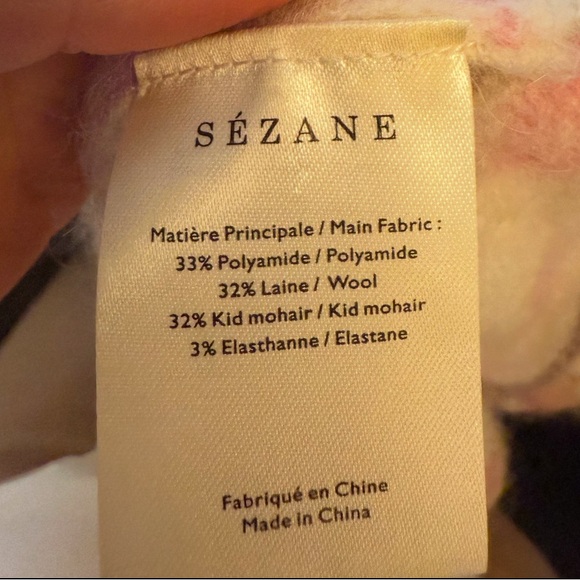 SÉZANE
Matière Principale / Main Fabric :
33% Polyamide / Polyamide
32% Laine / Wool
32% Kid mohair / Kid mohair
3% Elasthanne / Elastane
Fabriqué en Chine
Made in China